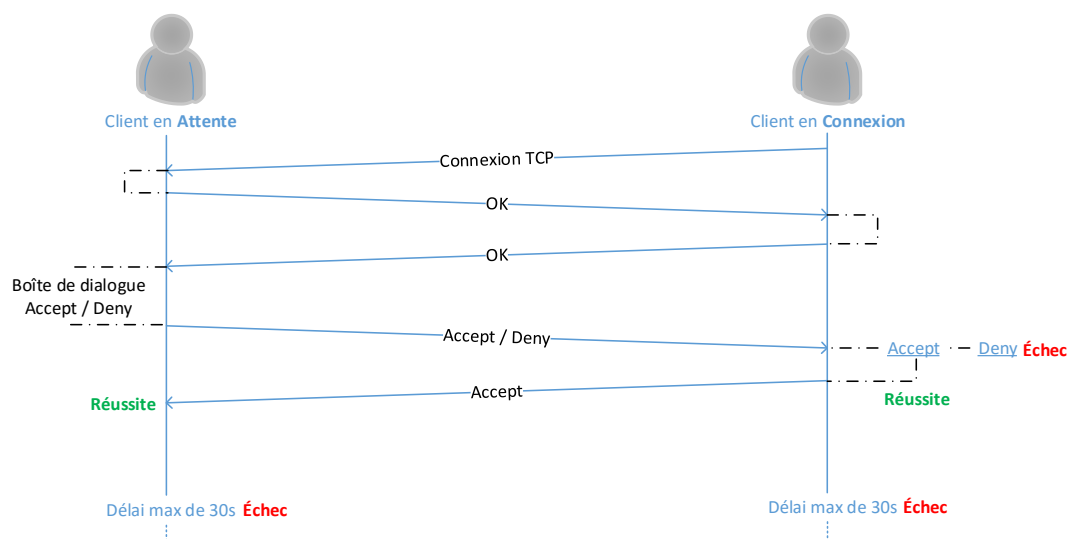 Client en Attente
Client en Connexion
Connexion TCP
OK
OK
Boîte de dialogue
Accept / Deny
Accept / Deny
Accept
Deny Échec
Accept
Réussite
Réussite
Délai max de 30s Échec
Délai max de 30s Échec